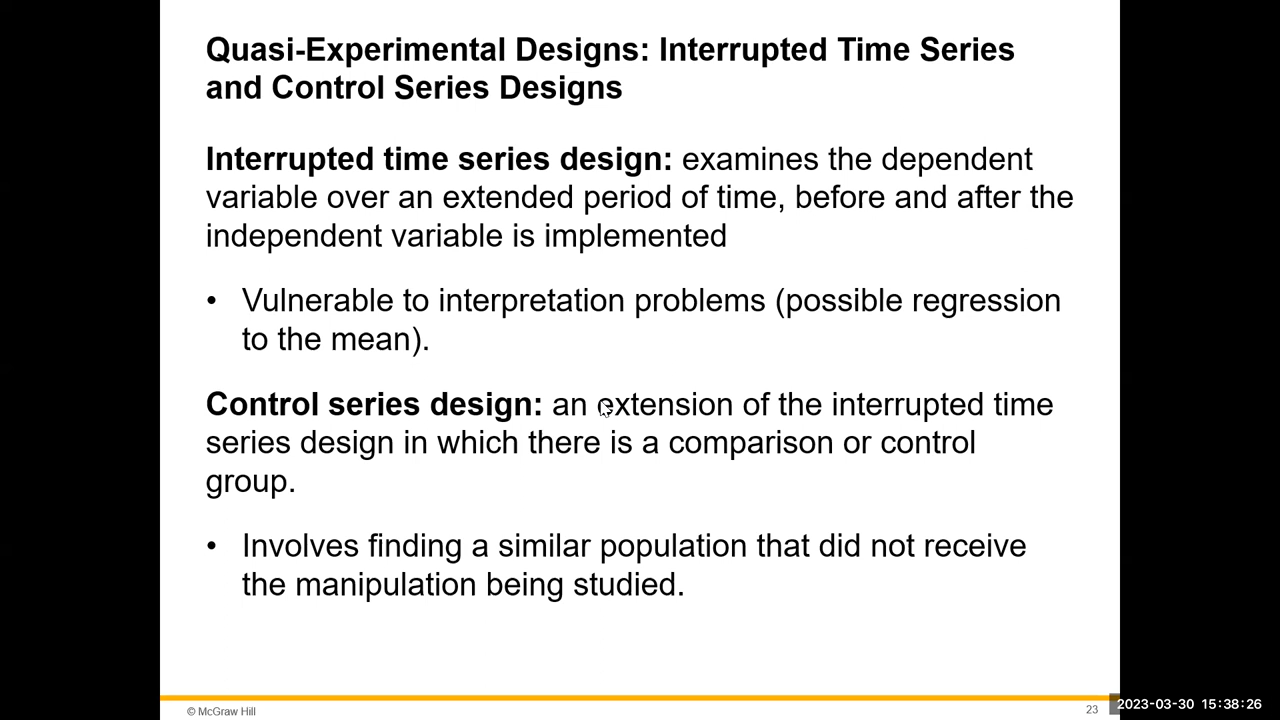 Quasi-Experimental Designs: Interrupted Time Series
and Control Series Designs
Interrupted time series design: examines the dependent
variable over an extended period of time, before and after the
independent variable is implemented
• Vulnerable to interpretation problems (possible regression
to the mean).
Control series design: an extension of the interrupted time
series design in which there is a comparison or control
group.
• Involves finding a similar population that did not receive
the manipulation being studied.
© McGraw Hill
23
2023-03-30 15:38:26